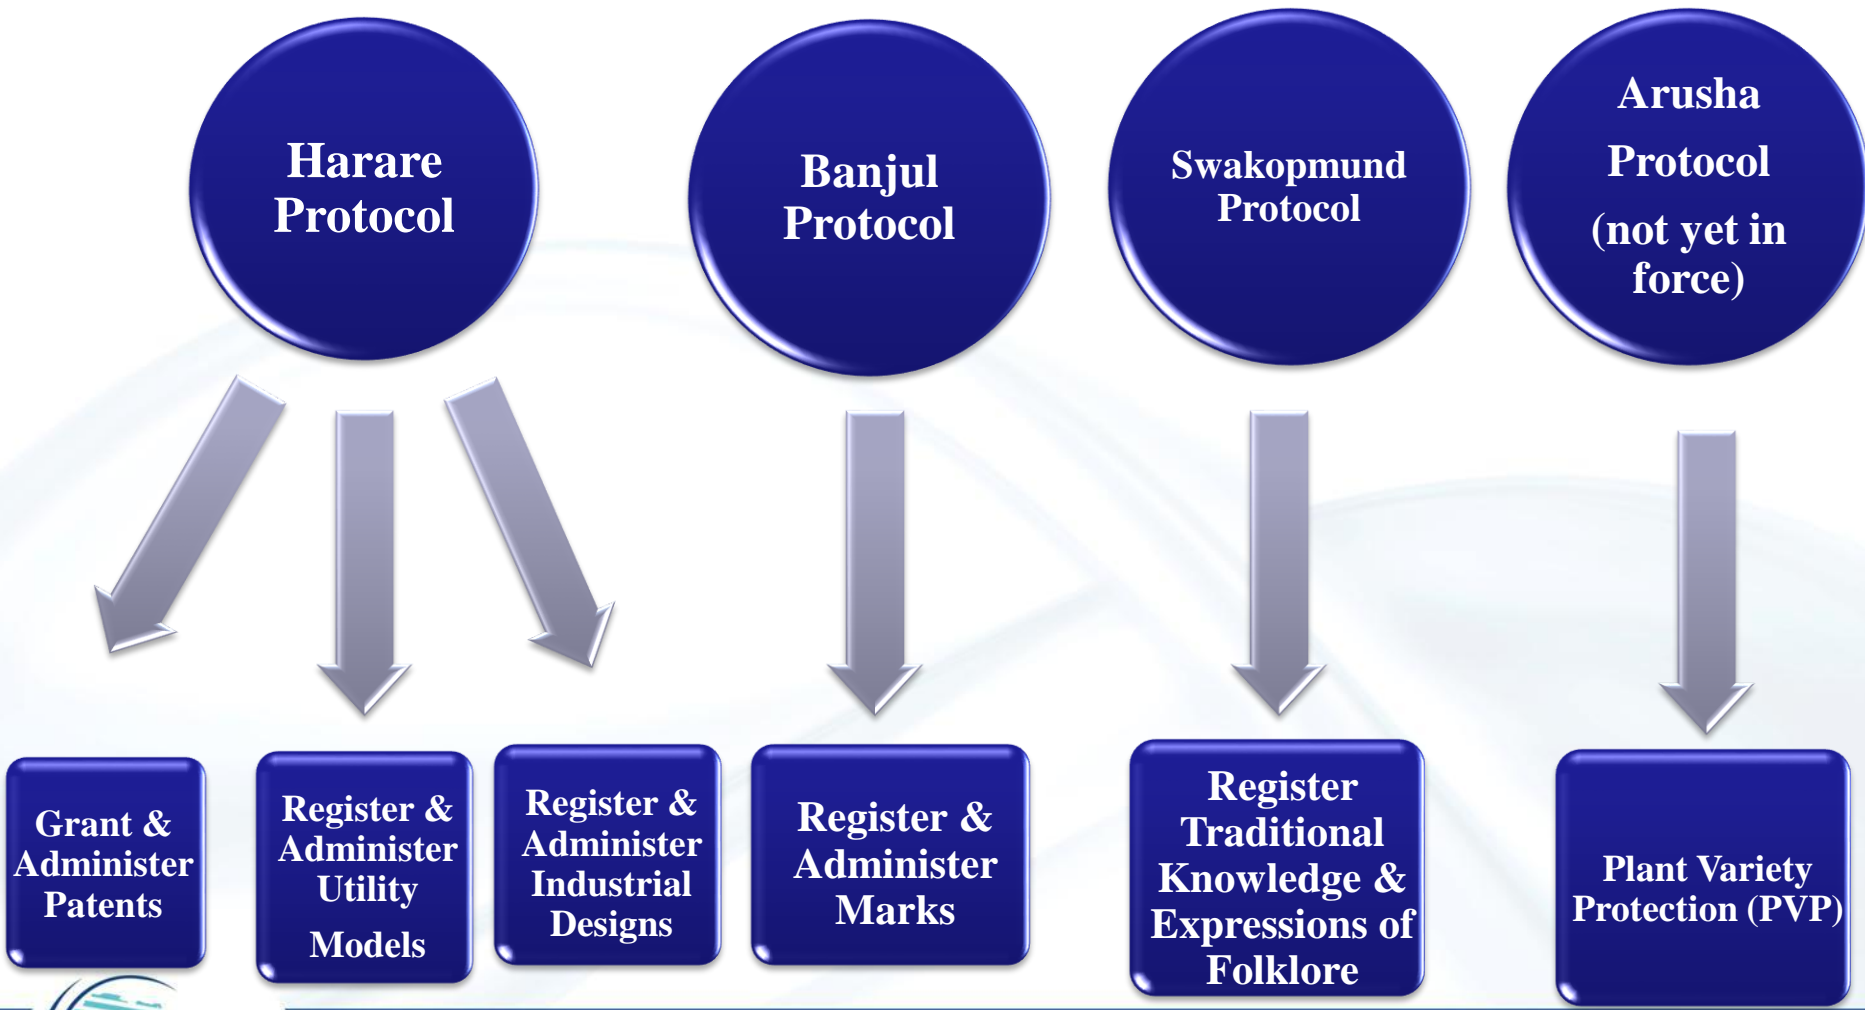 Harare
Protocol
Banjul
Protocol
Swakopmund
Protocol
Arusha
Protocol
(not yet in
force)
Grant &
Administer
Patents
Register &
Administer
Utility
Models
Register &
Administer
Industrial
Designs
Register &
Administer
Marks
Register
Traditional
Knowledge &
Expressions of
Folklore
Plant Variety
Protection (PVP)